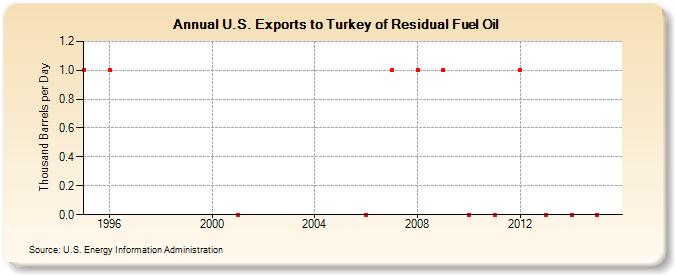 Annual U.S. Exports to Turkey of Residual Fuel Oil
Thousand Barrels per Day
1.2
1.0
0.8
0.6
0.4
0.2
0.0
1996 2000 2004 2008 2012
Source: U.S. Energy Information Administration